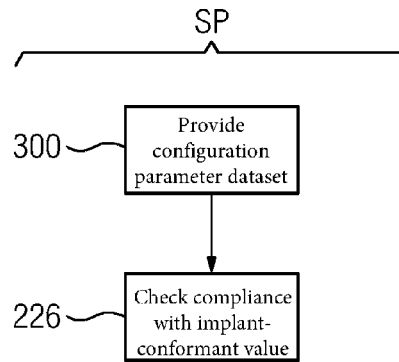 SP
300
Provide
configuration
parameter dataset
226
Check compliance
with implant-
conformant value